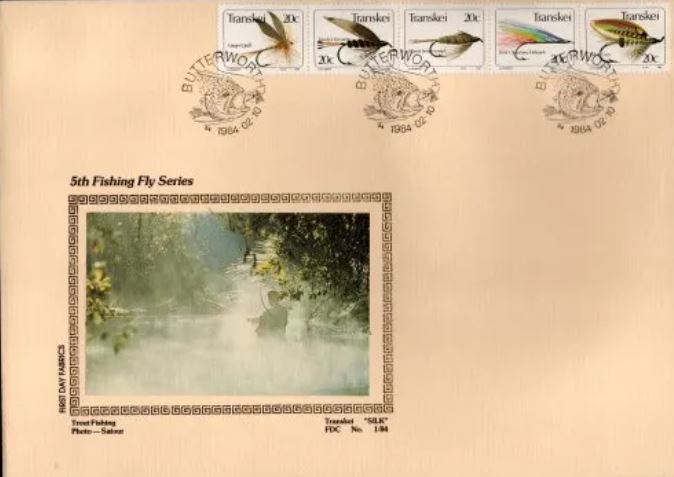 Transkei 20c
Transkei
20c
Transkei 20c
Transkei
20c
Transkei
20c
BUTTERWORTH
1984-02-10
BUTTERWORTH
1984-02-10
BUTTERWORTH
1984-02-10
5th Fishing Fly Series
FIRST DAY FABRICS
Trout Fishing
Photo — Satour
Transkei "SILK"
FDC No. 1/84